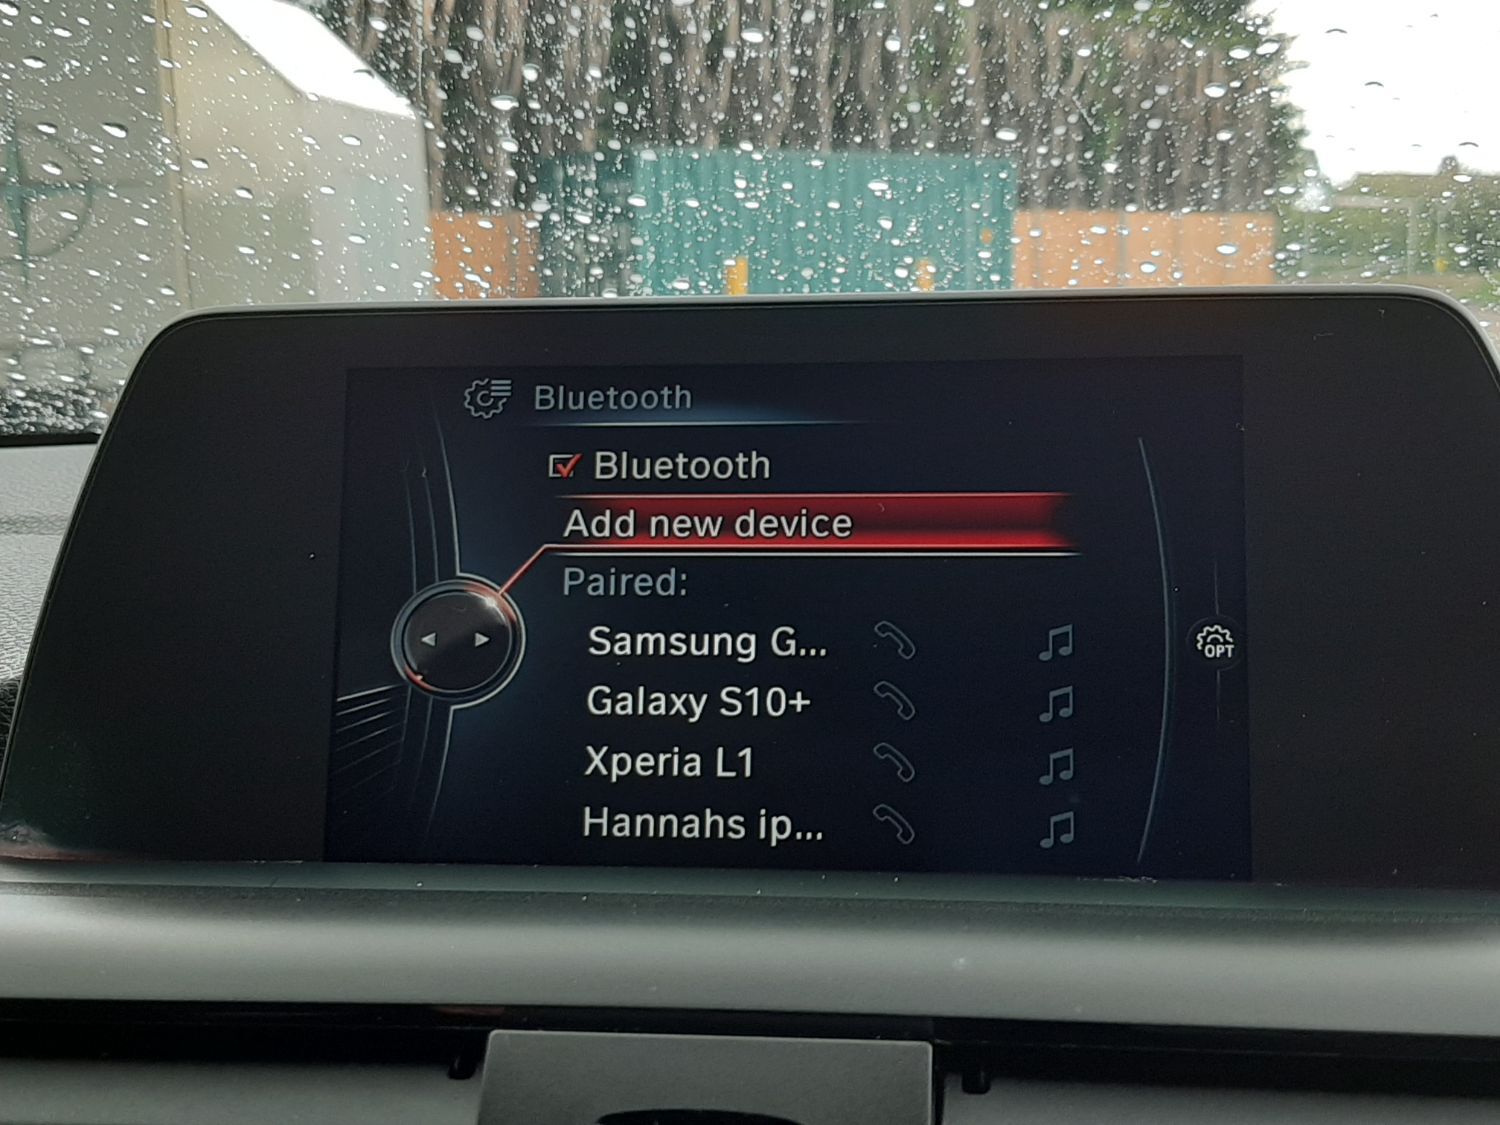 Bluetooth
Bluetooth
Add new device
Paired:
Samsung G...
Galaxy S10+
Xperia L1
Hannahs ip...
OPT